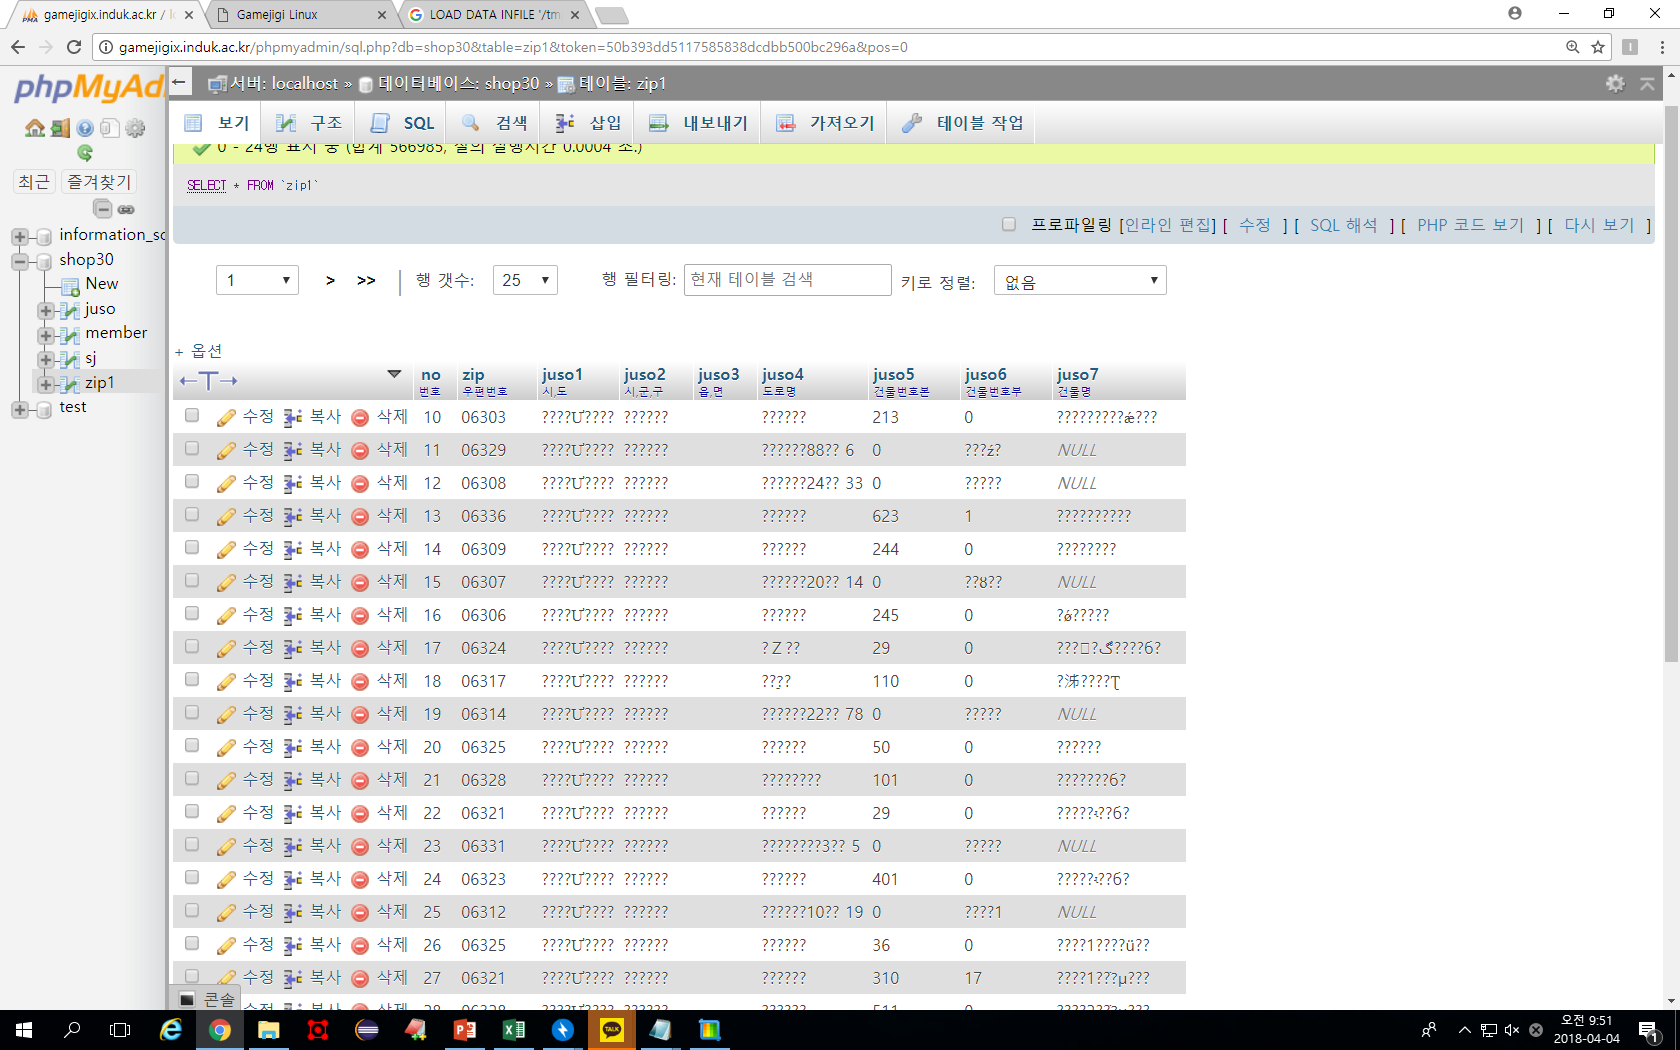 gamejigix.induk.ac.kr / lo
Gamejigi Linux
LOAD DATA INFILE '/tm
gamejigix.induk.ac.kr/phpmyadmin/sql.php?db=shop30&table=zip1&token=50b393dd5117585838dcdbb500bc296a&pos=0
phpMyAd
최근 즐겨찾기
information_sc
shop30
New
juso
member
sj
zip1
test
서버: localhost » 데이터베이스: shop30 » 테이블: zip1
보기 구조 SQL 검색 삽입 내보내기 가져오기 테이블 작업
0 - 24행 표시 중 (합계 566985, 질의 실행시간 0.0004 초.)
SELECT * FROM `zip1`
프로파일링 [인라인 편집] [ 수정 ] [ SQL 해석 ] [ PHP 코드 보기 ] [ 다시 보기 ]
1 > >> | 행 갯수: 25 행 필터링: 현재 테이블 검색 키로 정렬: 없음
+ 옵션
←T→ no zip juso1 juso2 juso3 juso4 juso5 juso6 juso7
번호 우편번호 시,도 시,군,구 읍,면 도로명 건물번호본 건물번호부 건물명
수정 복사 삭제 10 06303 ????Ư???? ?????? ?????? 213 0 ?????????ǽ???
수정 복사 삭제 11 06329 ????Ư???? ?????? ??????88?? 6 0 ???ź? NULL
수정 복사 삭제 12 06308 ????Ư???? ?????? ??????24?? 33 0 ????? NULL
수정 복사 삭제 13 06336 ????Ư???? ?????? ?????? 623 1 ??????????
수정 복사 삭제 14 06309 ????Ư???? ?????? ?????? 244 0 ????????
수정 복사 삭제 15 06307 ????Ư???? ?????? ??????20?? 14 0 ??8?? NULL
수정 복사 삭제 16 06306 ????Ư???? ?????? ?????? 245 0 ?ǿ?????
수정 복사 삭제 17 06324 ????Ư???? ?????? ?Z?? 29 0
수정 복사 삭제 18 06317 ????Ư???? ?????? 110 0 ?泲????Ʈ
수정 복사 삭제 19 06314 ????Ư???? ?????? ??????22?? 78 0 ????? NULL
수정 복사 삭제 20 06325 ????Ư???? ?????? ?????? 50 0 ??????
수정 복사 삭제 21 06328 ????Ư???? ?????? ???????? 101 0 ???????б?
수정 복사 삭제 22 06321 ????Ư???? ?????? ?????? 29 0
수정 복사 삭제 23 06331 ????Ư???? ?????? ????????3?? 5 0 ????? NULL
수정 복사 삭제 24 06323 ????Ư???? ?????? ?????? 401 0
수정 복사 삭제 25 06312 ????Ư???? ?????? ??????10?? 19 0 ????1 NULL
수정 복사 삭제 26 06325 ????Ư???? ?????? ?????? 36 0 ????1????ü??
수정 복사 삭제 27 06321 ????Ư???? ?????? ?????? 310 17 ????1???µ???
콘솔
TALK
오전 9:51
2018-04-04
1